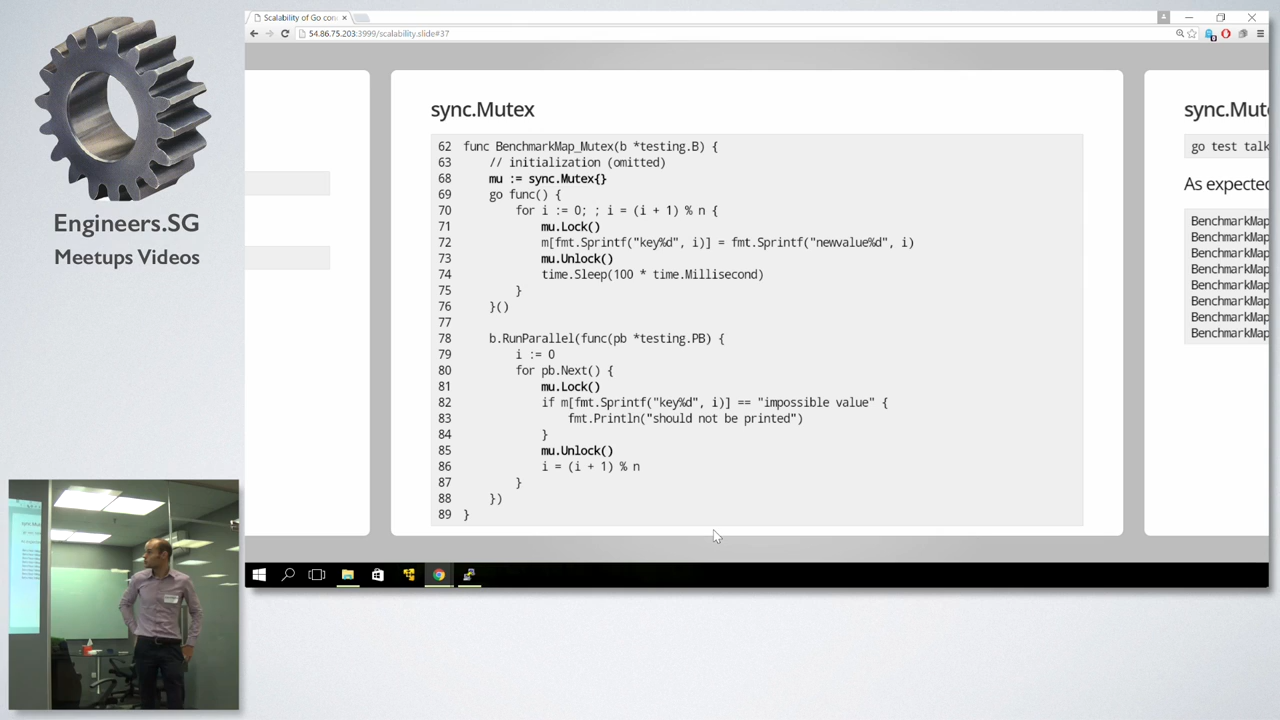 Scalability of Go con
54.86.75.203:3999/scalability.slide#37
Engineers.SG
Meetups Videos
sync.Mutex
62 func BenchmarkMap_Mutex(b *testing.B) {
63 // initialization (omitted)
68 mu := sync.Mutex{}
69 go func() {
70 for i := 0; ; i = (i + 1) % n {
71 mu.Lock()
72 m[fmt.Sprintf("key%d", i)] = fmt.Sprintf("newvalue%d", i)
73 mu.Unlock()
74 time.Sleep(100 * time.Millisecond)
75 }
76 }()
77
78 b.RunParallel(func(pb *testing.PB) {
79 i := 0
80 for pb.Next() {
81 mu.Lock()
82 if m[fmt.Sprintf("key%d", i)] == "impossible value" {
83 fmt.Println("should not be printed")
84 }
85 mu.Unlock()
86 i = (i + 1) % n
87 }
88 })
89 }
sync.Mut
go test talk
As expected
BenchmarkMap
BenchmarkMap
BenchmarkMap
BenchmarkMap
BenchmarkMap
BenchmarkMap
BenchmarkMap
BenchmarkMap